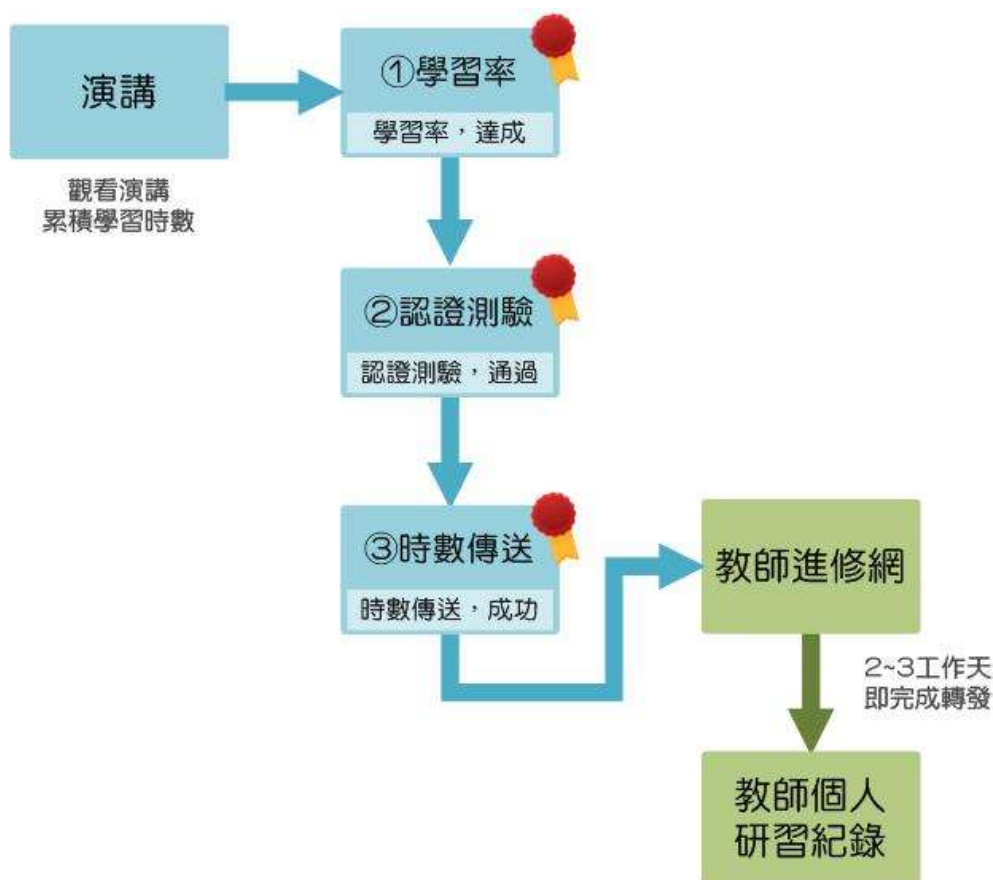 演講
觀看演講
累積學習時數
①學習率
學習率，達成
②認證測驗
認證測驗，通過
③時數傳送
時數傳送，成功
教師進修網
2~3工作天
即完成轉發
教師個人
研習紀錄